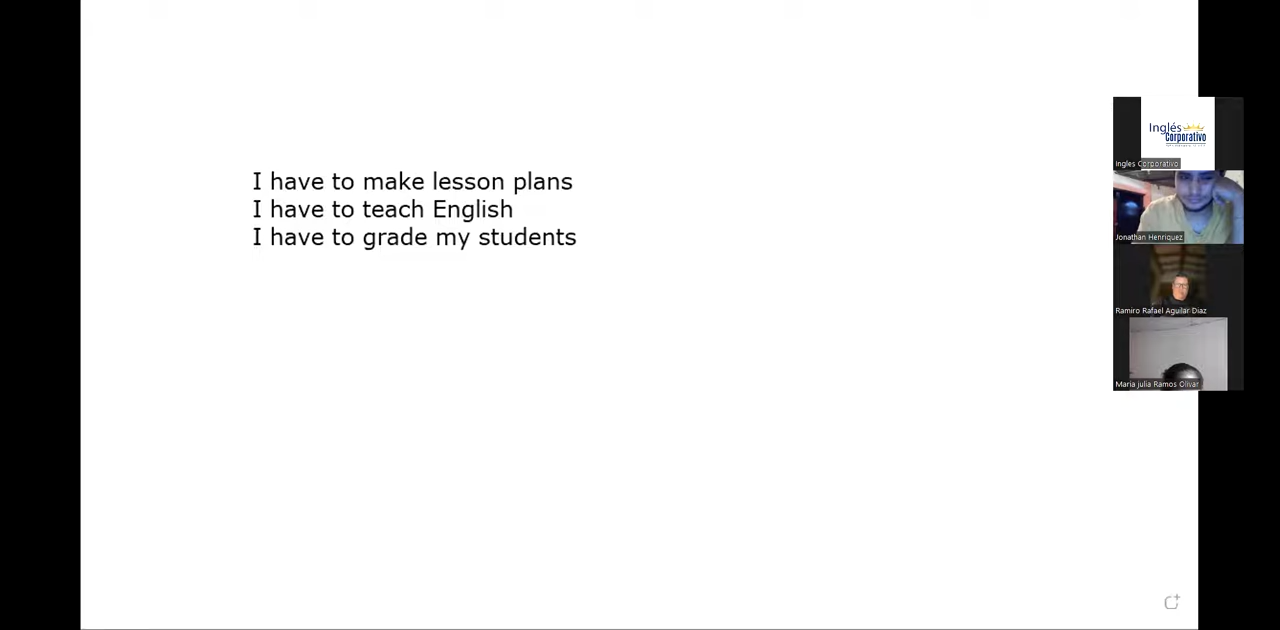 I have to make lesson plans
I have to teach English
I have to grade my students
Inglés
Corporativo
Ingles Corporativo
Jonathan Henriquez
Ramiro Rafael Aguilar Diaz
Maria julia Ramos Olivar